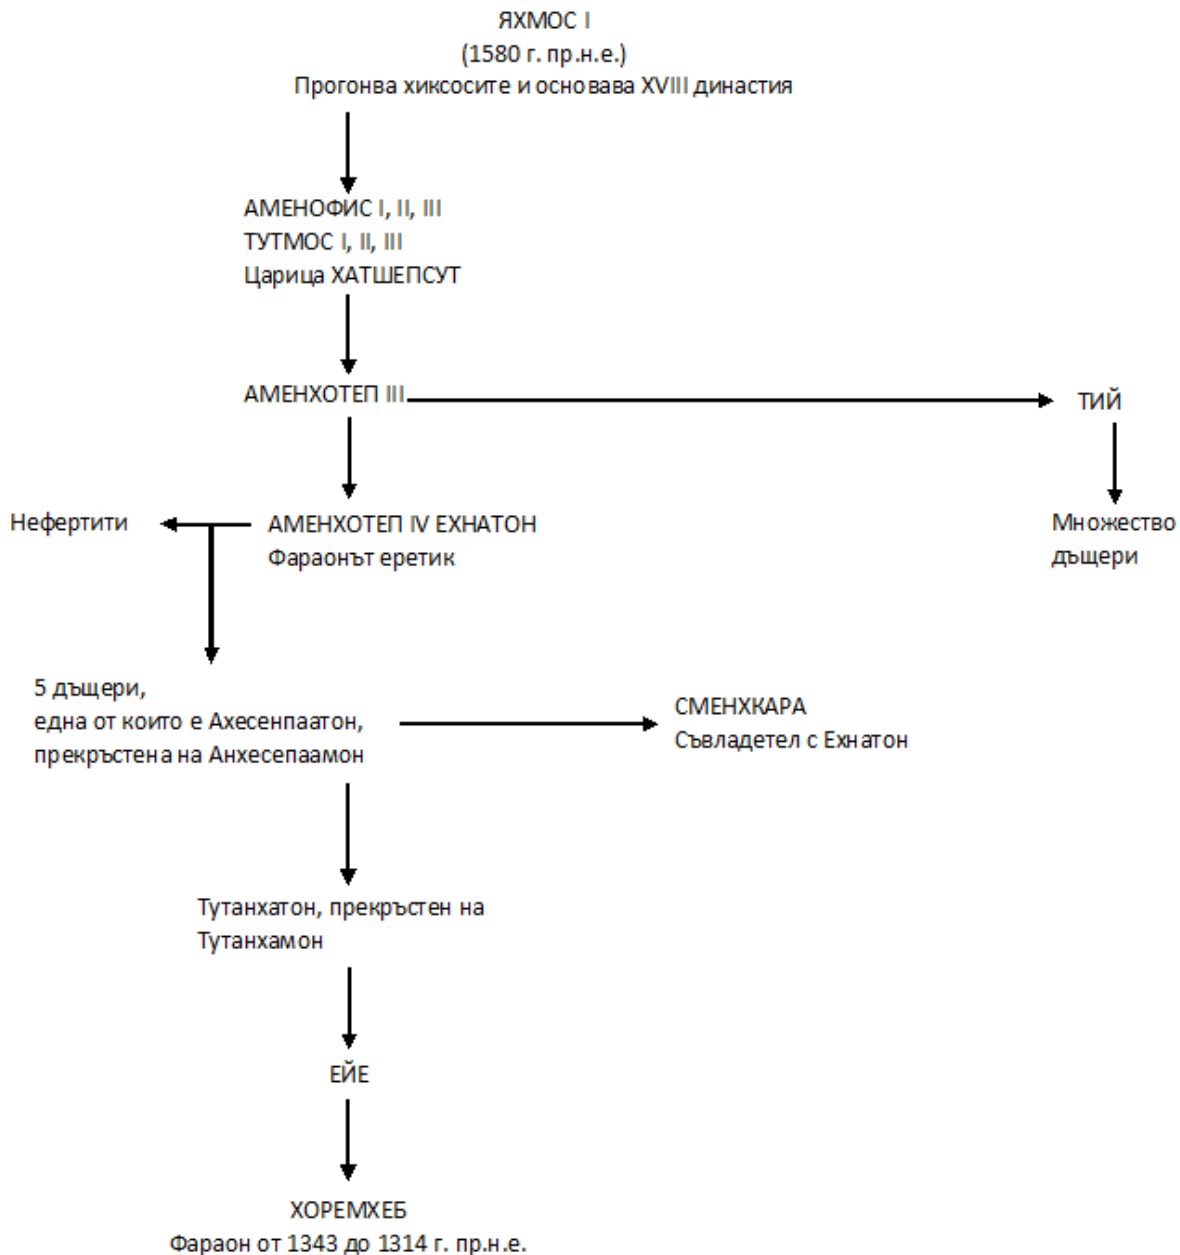 ЯХМОС I
(1580 г. пр.н.е.)
Прогонва хиксосите и основава XVIII династия
АМЕНОФИС I, II, III
ТУТМОС I, II, III
Царица ХАТШЕПСУТ
АМЕНХОТЕП III
ТИЙ
Нефертити
АМЕНХОТЕП IV ЕХНАТОН
Фараонът еретик
Множество
дъщери
5 дъщери,
една от които е Ахесенпаатон,
прекръстена на Анхесепаамон
СМЕНХКАРА
Съвладетел с Ехнатон
Тутанхатон, прекръстен на
Тутанхамон
ЕЙЕ
ХОРЕМХЕБ
Фараон от 1343 до 1314 г. пр.н.е.